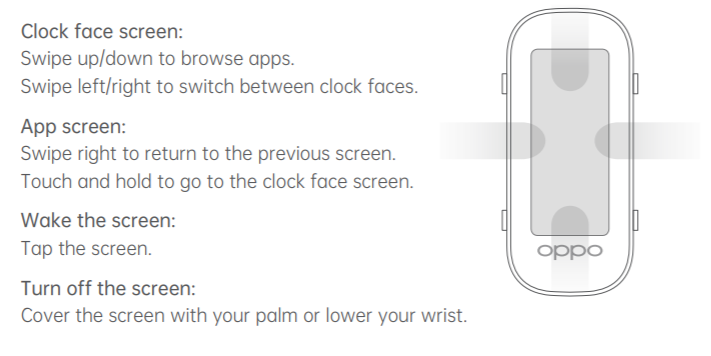 Clock face screen:
Swipe up/down to browse apps.
Swipe left/right to switch between clock faces.
App screen:
Swipe right to return to the previous screen.
Touch and hold to go to the clock face screen.
Wake the screen:
Tap the screen.
Turn off the screen:
Cover the screen with your palm or lower your wrist.
oppo